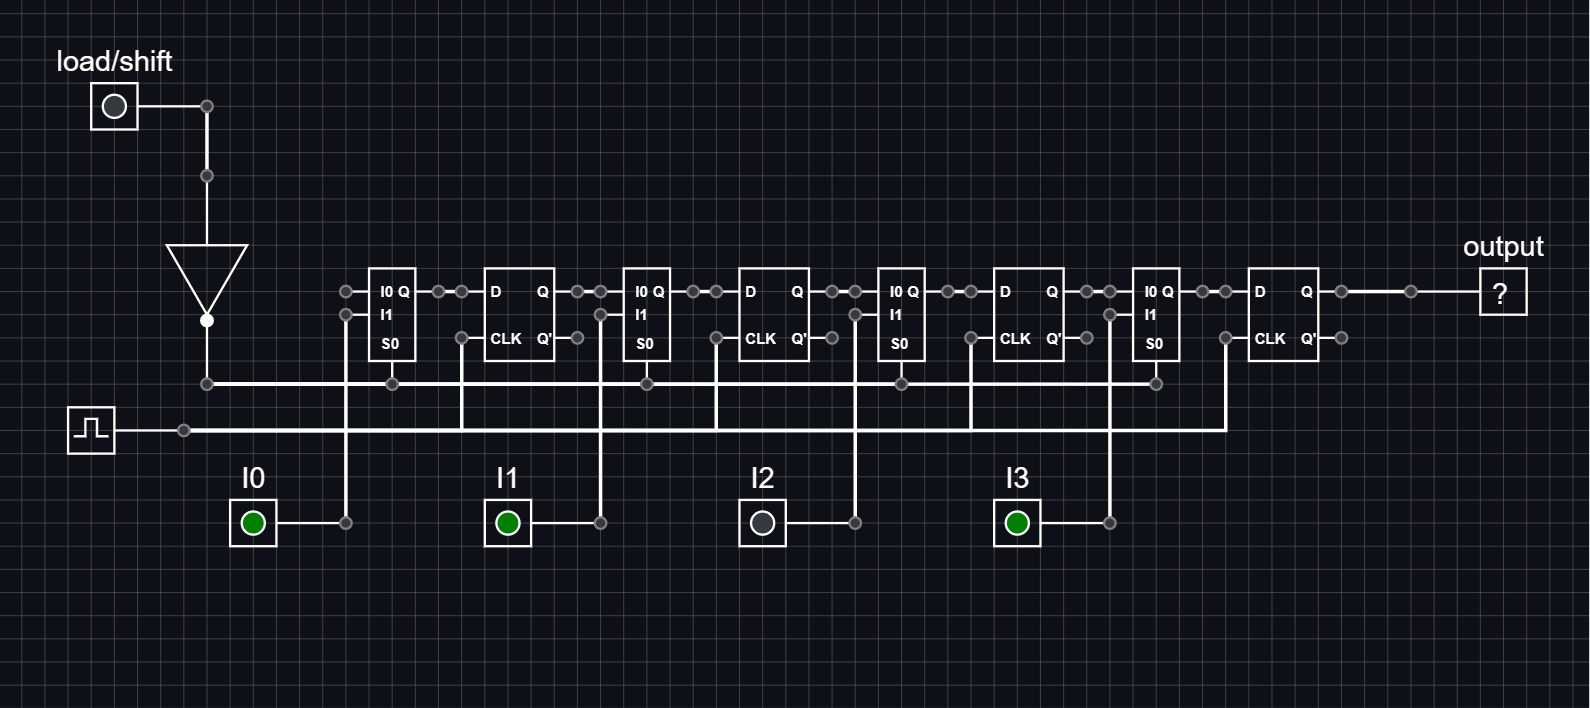 load/shift
output
I0 Q
I1
S0
D Q
CLK Q'
I0 Q
I1
S0
D Q
CLK Q'
I0 Q
I1
S0
D Q
CLK Q'
I0 Q
I1
S0
D Q
CLK Q'
?
I0
I1
I2
I3